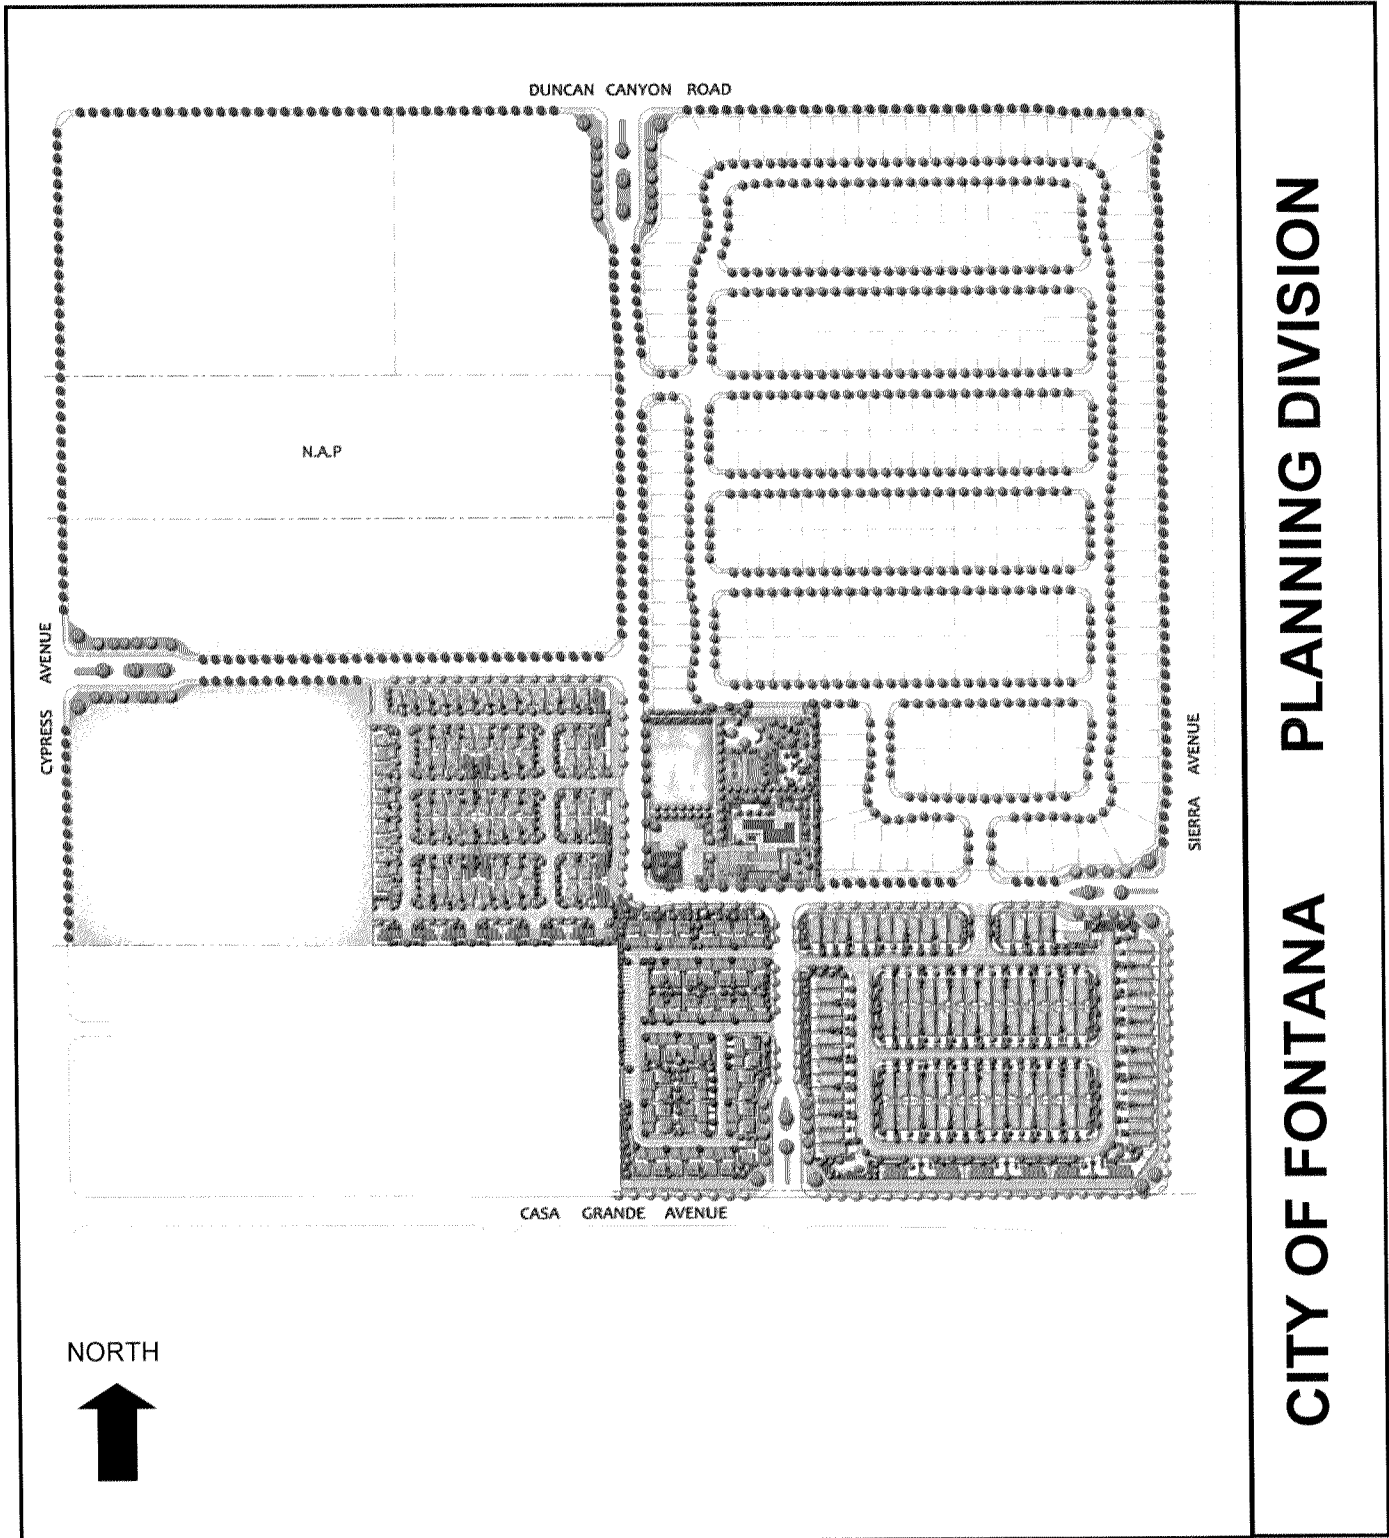 DUNCAN CANYON ROAD
N.A.P
CYPRESS AVENUE
SIERRA AVENUE
CASA GRANDE AVENUE
NORTH
CITY OF FONTANA PLANNING DIVISION